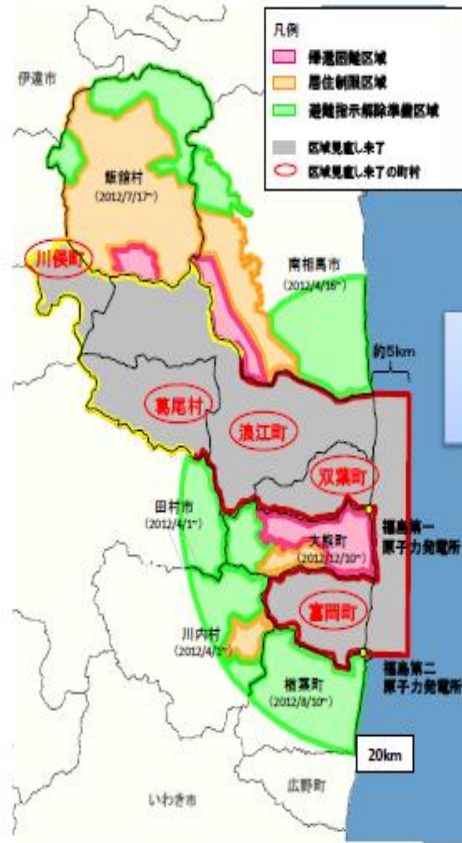 凡例
帰還困難区域
居住制限区域
避難指示解除準備区域
区域見直し未了
区域見直し未了の町村
伊達市
飯舘村
(2012/7/17~)
川俣町
南相馬市
(2012/4/16~)
約5km
葛尾村
浪江町
双葉町
田村市
(2012/4/1~)
大熊町
(2012/12/10~)
福島第一
原子力発電所
富岡町
川内村
(2012/4/1~)
楢葉町
(2012/8/10~)
福島第二
原子力発電所
20km
広野町
いわき市